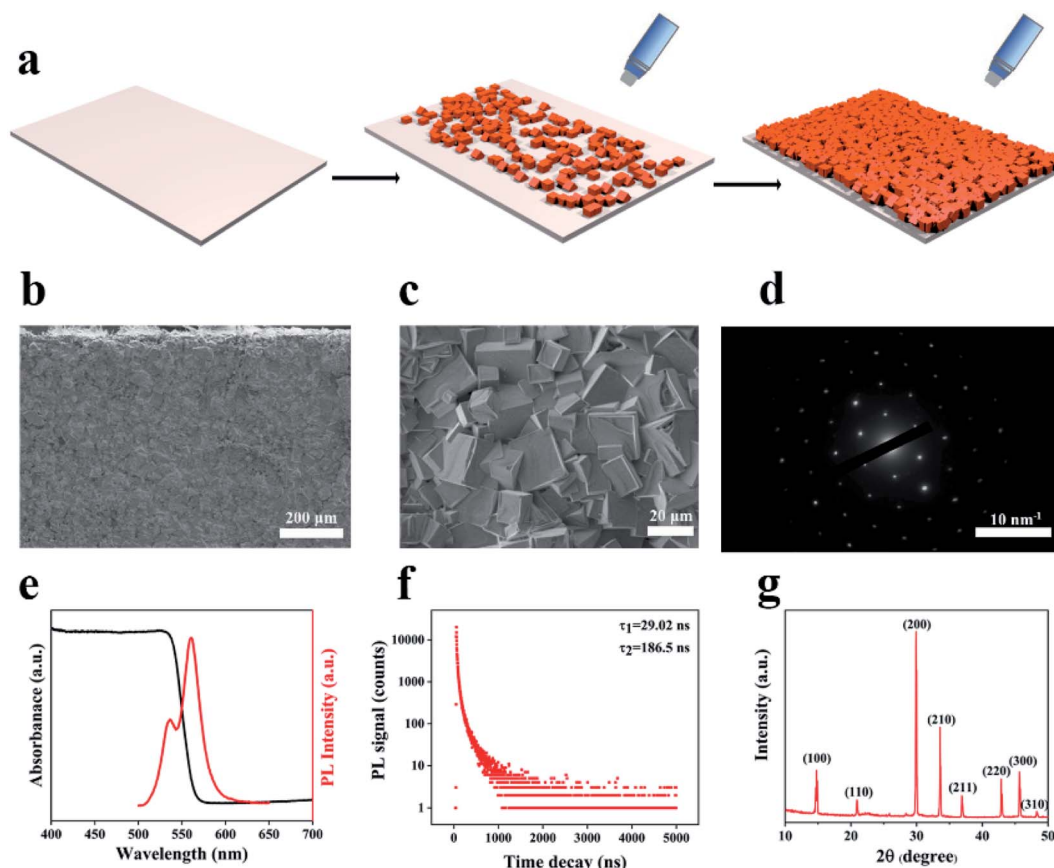 a
b
c
d
200 µm
20 µm
10 nm-1
e
f
g
Absorbanace (a.u.)
PL Intensity (a.u.)
400 450 500 550 600 650 700
Wavelength (nm)
PL signal (counts)
10000
1000
100
10
1
τ1=29.02 ns
τ2=186.5 ns
0 1000 2000 3000 4000 5000
Time decay (ns)
Intensity (a.u.)
(100)
(110)
(200)
(210)
(211)
(220)
(300)
(310)
10 20 30 40 50
2θ (degree)